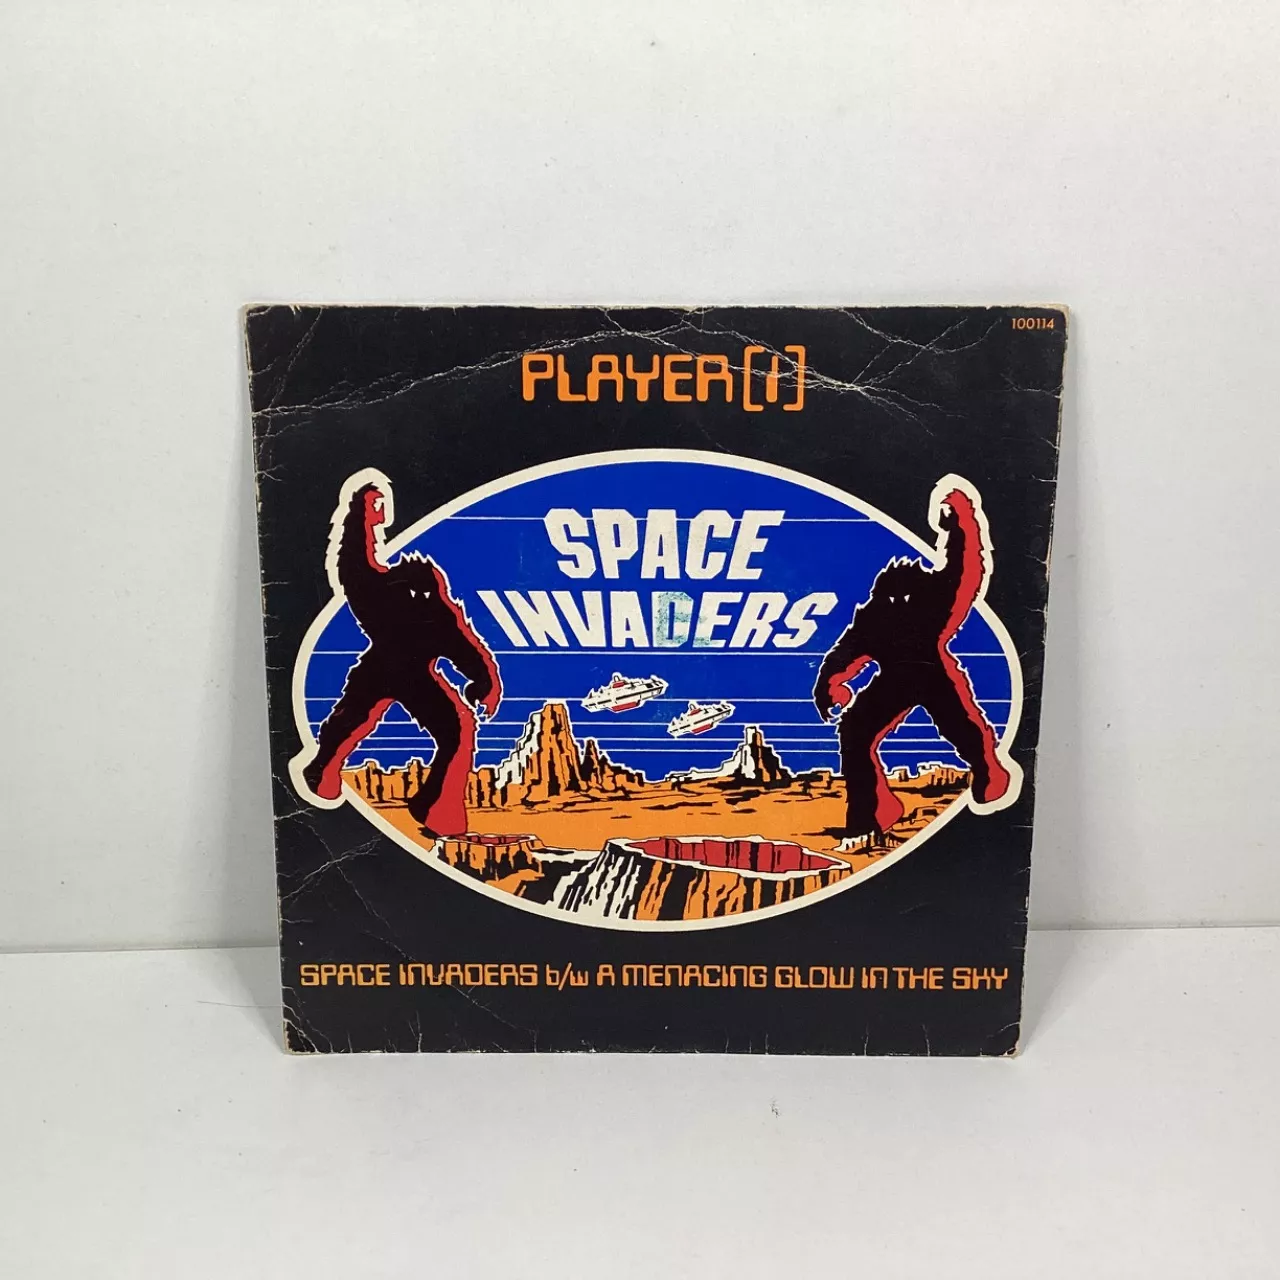 100114
PLAYER [1]
SPACE
INVADERS
SPACE INVADERS b/w A MENACING GLOW IN THE SKY